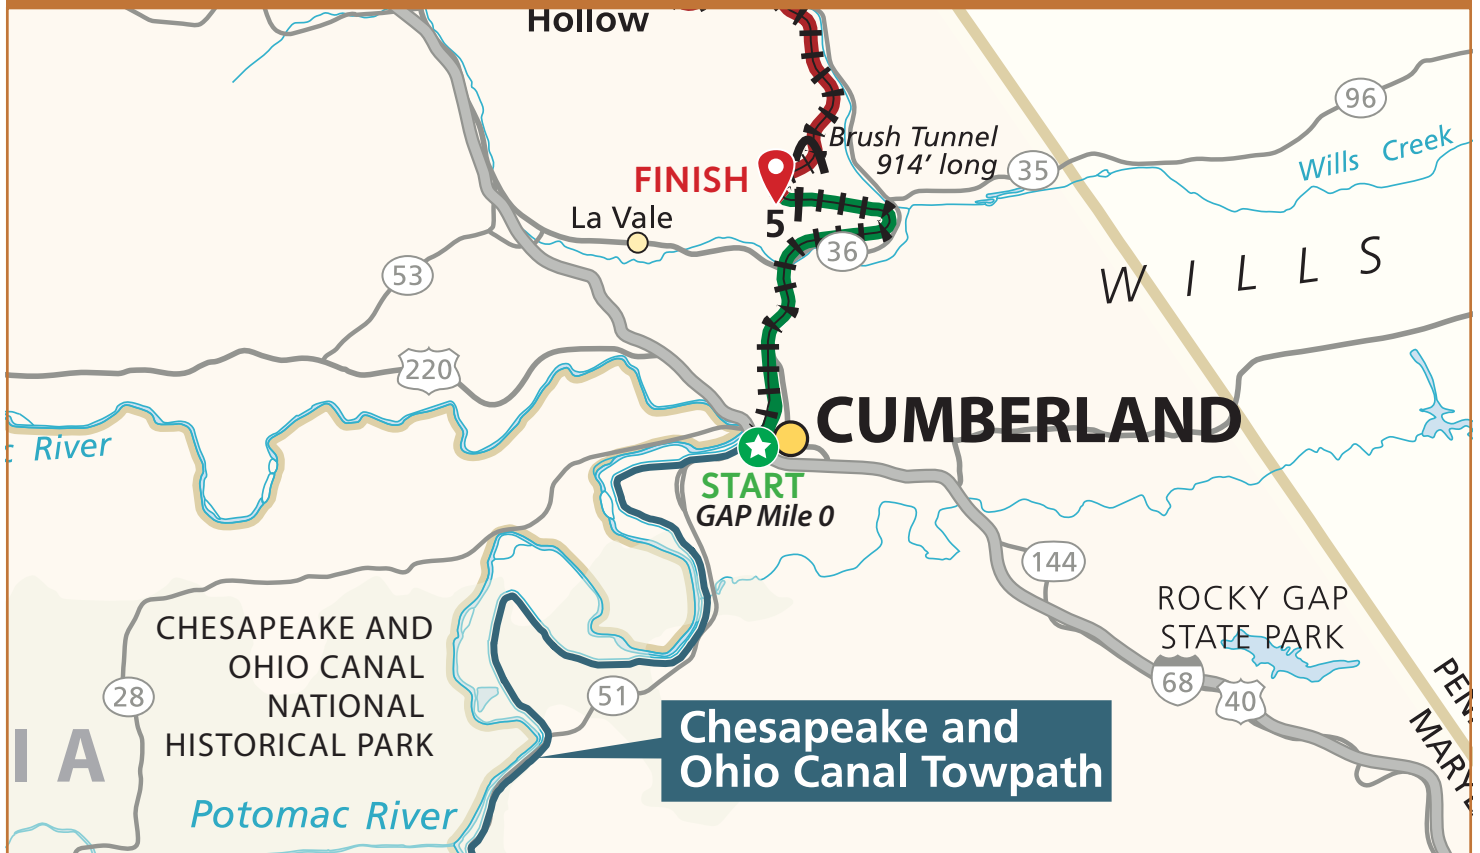 Hollow
96
Brush Tunnel
914’ long
35
Wills Creek
FINISH
La Vale
5
36
53
WILLS
220
CUMBERLAND
River
START
GAP Mile 0
144
ROCKY GAP
STATE PARK
CHESAPEAKE AND
OHIO CANAL
NATIONAL
HISTORICAL PARK
28
51
68
40
Chesapeake and
Ohio Canal Towpath
IA
Potomac River